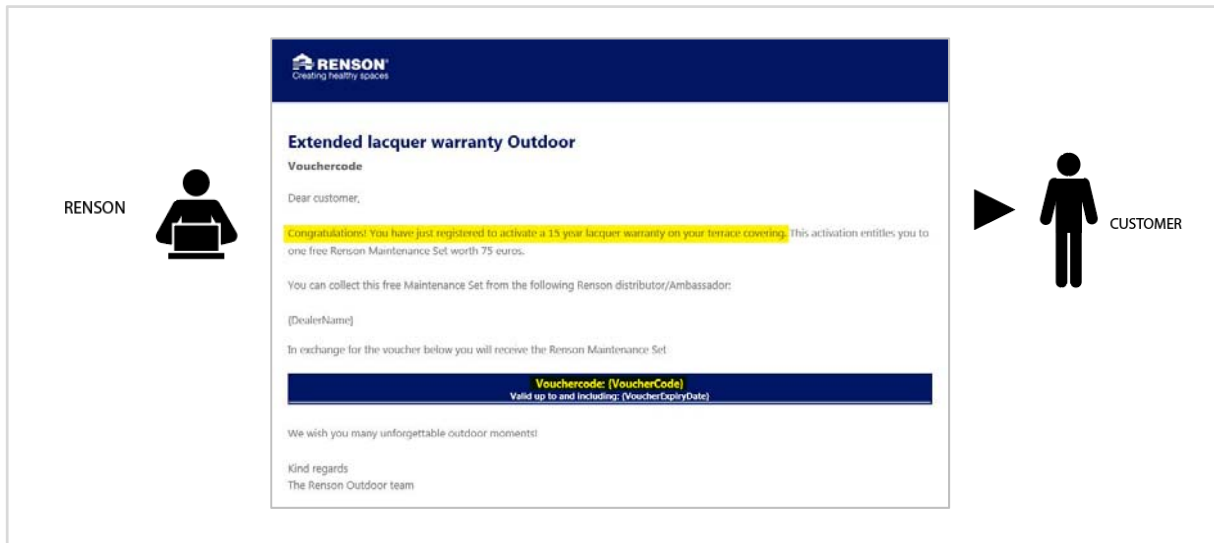 RENSON
Creating healthy spaces
Extended lacquer warranty Outdoor
Vouchercode
Dear customer,
RENSON
CUSTOMER
Congratulations! You have just registered to activate a 15 year lacquer warranty on your terrace covering. This activation entitles you to
one free Renson Maintenance Set worth 75 euros.
You can collect this free Maintenance Set from the following Renson distributor/Ambassador:
{DealerName}
In exchange for the voucher below you will receive the Renson Maintenance Set
Vouchercode: {VoucherCode}
Valid up to and including: {VoucherExpiryDate}
We wish you many unforgettable outdoor moments!
Kind regards
The Renson Outdoor team